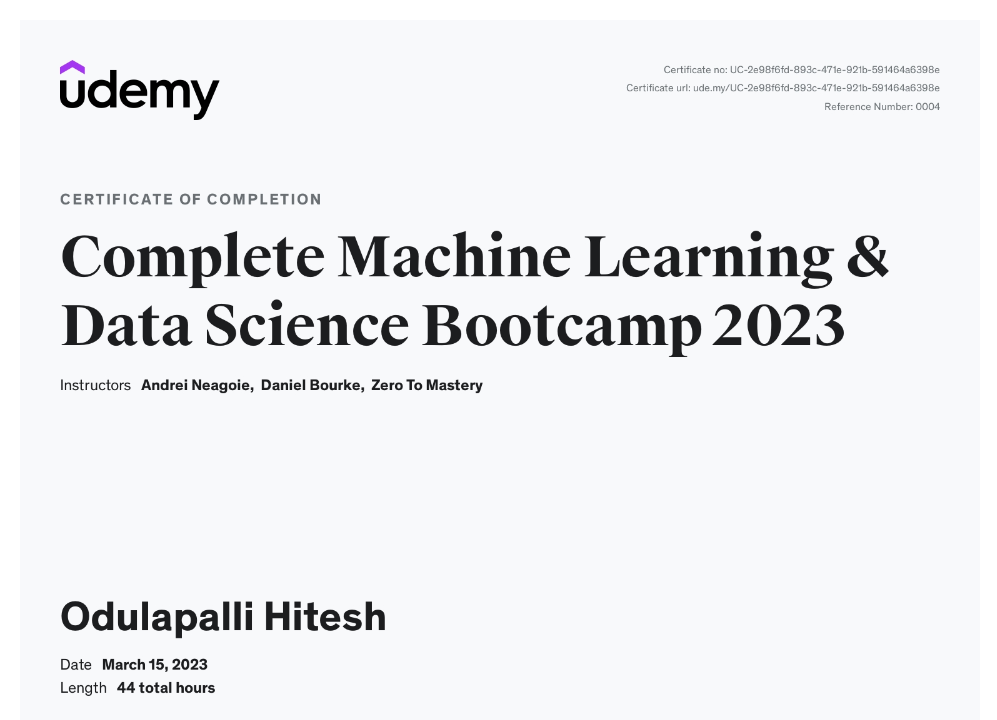 udemy
Certificate no: UC-2e98f6fd-893c-471e-921b-591464a6398e
Certificate url: ude.my/UC-2e98f6fd-893c-471e-921b-591464a6398e
Reference Number: 0004
CERTIFICATE OF COMPLETION
Complete Machine Learning &
Data Science Bootcamp 2023
Instructors Andrei Neagoie, Daniel Bourke, Zero To Mastery
Odulapalli Hitesh
Date March 15, 2023
Length 44 total hours